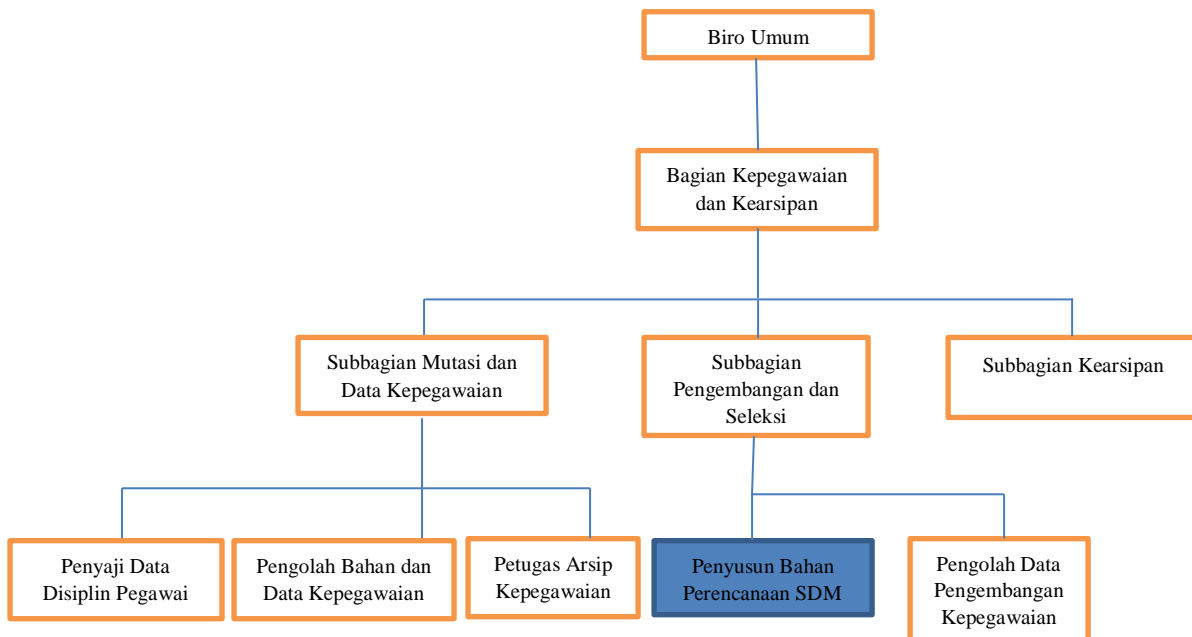 Biro Umum
Bagian Kepegawaian
dan Kearsipan
Subbagian Mutasi dan
Data Kepegawaian
Subbagian
Pengembangan dan
Seleksi
Subbagian Kearsipan
Penyaji Data
Disiplin Pegawai
Pengolah Bahan dan
Data Kepegawaian
Petugas Arsip
Kepegawaian
Penyusun Bahan
Perencanaan SDM
Pengolah Data
Pengembangan
Kepegawaian